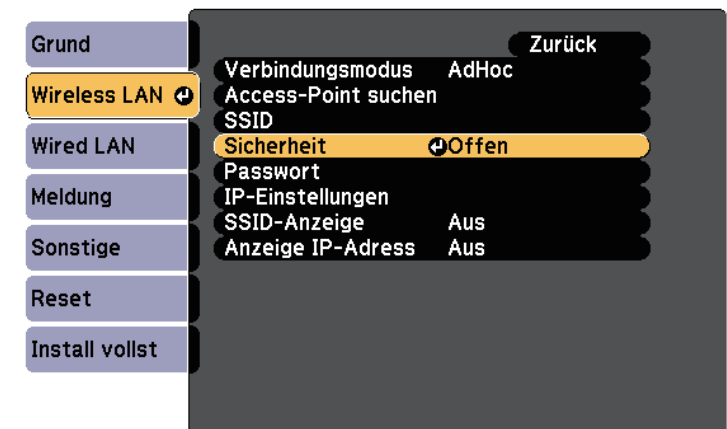 Grund
Wireless LAN
Wired LAN
Meldung
Sonstige
Reset
Install vollst
Zurück
Verbindungsmodus AdHoc
Access-Point suchen
SSID
Sicherheit Offen
Passwort
IP-Einstellungen
SSID-Anzeige Aus
Anzeige IP-Adress Aus